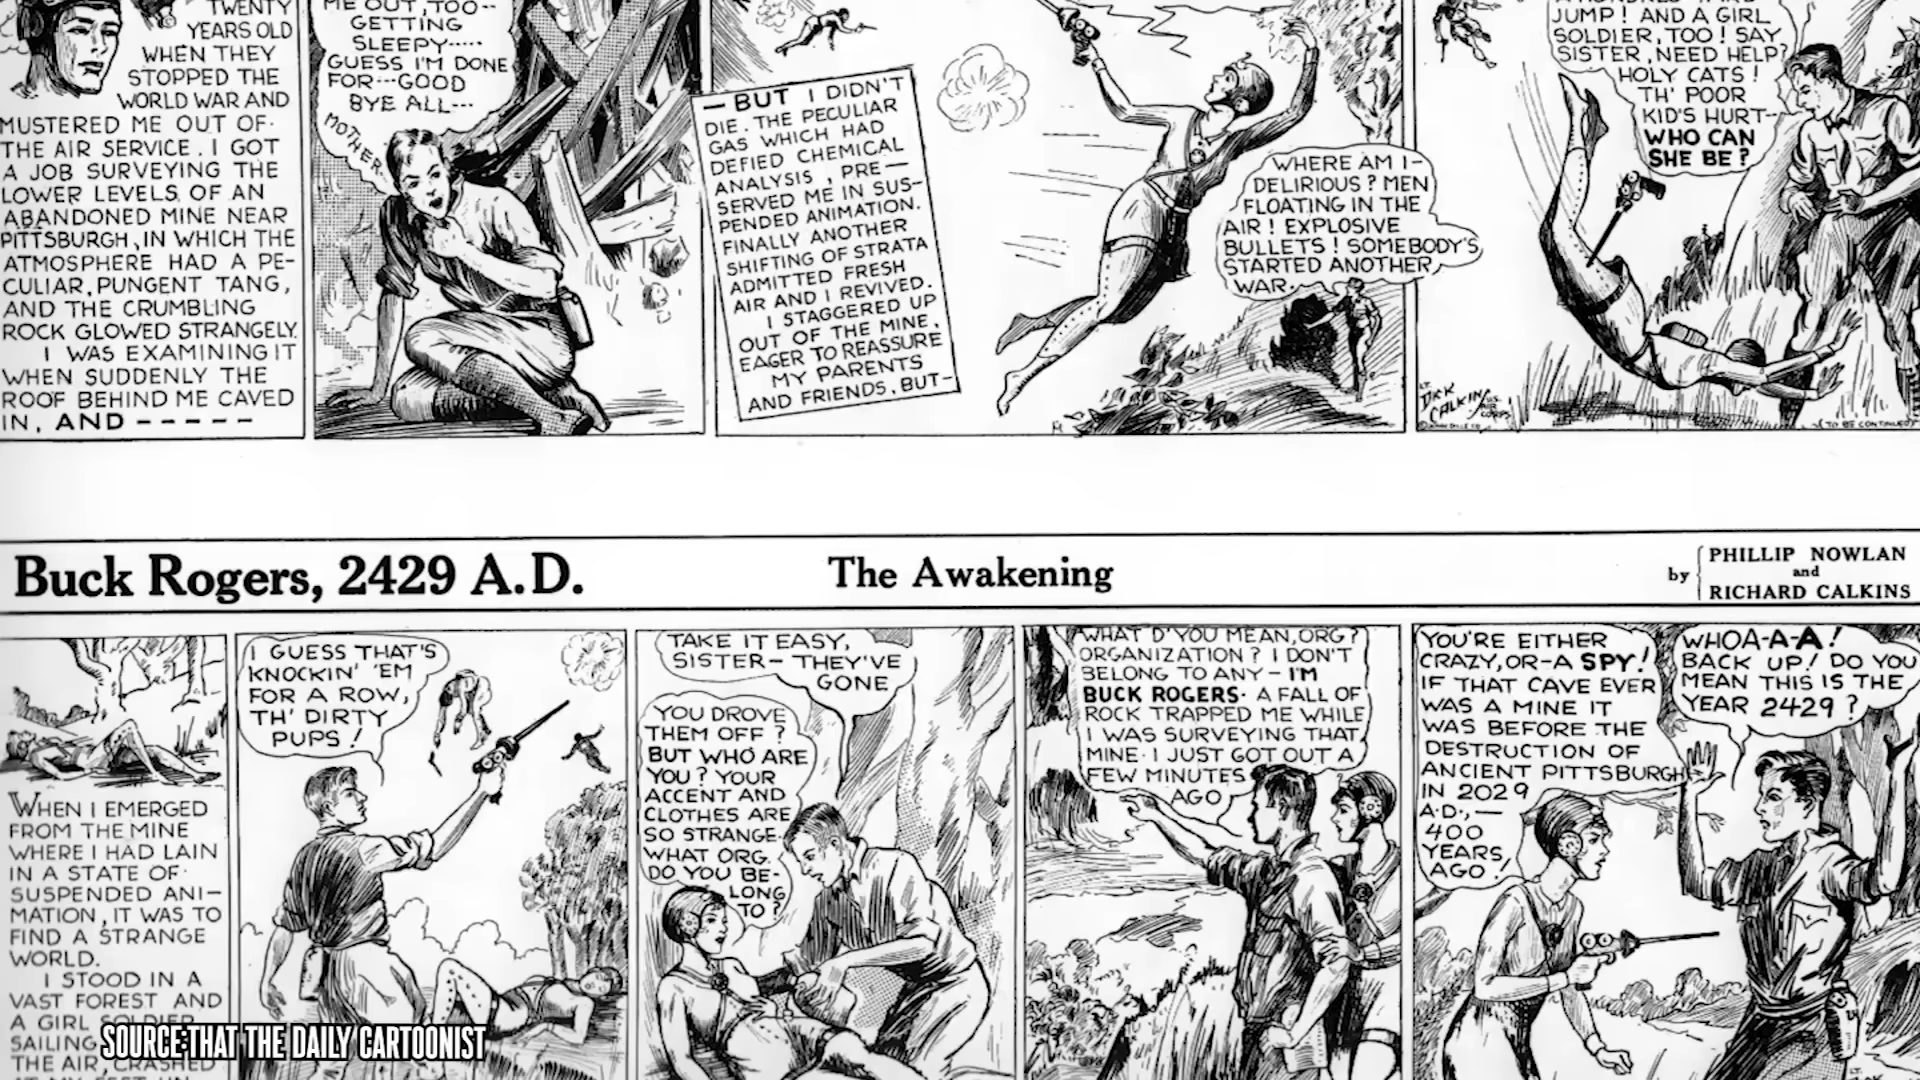 TWENTY
YEARS OLD
WHEN THEY
STOPPED THE
WORLD WAR AND
MUSTERED ME OUT OF
THE AIR SERVICE. I GOT
A JOB SURVEYING THE
LOWER LEVELS OF AN
ABANDONED MINE NEAR
PITTSBURGH, IN WHICH THE
ATMOSPHERE HAD A PE-
CULIAR, PUNGENT TANG,
AND THE CRUMBLING
ROCK GLOWED STRANGELY.
I WAS EXAMINING IT
WHEN SUDDENLY THE
ROOF BEHIND ME CAVED
IN, AND -----
ME OUT, TOO--
GETTING
SLEEPY.....
GUESS I'M DONE
FOR---GOOD
BYE ALL---
MOTHER
— BUT I DIDN'T
DIE. THE PECULIAR
GAS WHICH HAD
DEFIED CHEMICAL
ANALYSIS, PRE—
SERVED ME IN SUS-
PENDED ANIMATION.
FINALLY ANOTHER
SHIFTING OF STRATA
ADMITTED FRESH
AIR AND I REVIVED.
I STAGGERED UP
OUT OF THE MINE,
EAGER TO REASSURE
MY PARENTS
AND FRIENDS, BUT-
WHERE AM I-
DELIRIOUS? MEN
FLOATING IN THE
AIR! EXPLOSIVE
BULLETS! SOMEBODY'S
STARTED ANOTHER
WAR.
JUMP! AND A GIRL
SOLDIER, TOO! SAY
SISTER, NEED HELP?
HOLY CATS!
TH' POOR
KID'S HURT--
WHO CAN
SHE BE?
LT.
DICK
CALKINS
CORPS
(TO BE CONTINUED)
Buck Rogers, 2429 A.D.
The Awakening
by PHILLIP NOWLAN
and
RICHARD CALKINS
WHEN I EMERGED
FROM THE MINE
WHERE I HAD LAIN
IN A STATE OF
SUSPENDED ANI—
MATION, IT WAS TO
FIND A STRANGE
WORLD.
I STOOD IN A
VAST FOREST AND
A GIRL SOLDIER
SAILING
THE AIR, CRASHED
I GUESS THAT'S
KNOCKIN' 'EM
FOR A ROW,
TH' DIRTY
PUPS!
TAKE IT EASY,
SISTER— THEY'VE
GONE
YOU DROVE
THEM OFF?
BUT WHO ARE
YOU? YOUR
ACCENT AND
CLOTHES ARE
SO STRANGE.
WHAT ORG.
DO YOU BE-
LONG
TO?
WHAT D'YOU MEAN, ORG?
ORGANIZATION? I DON'T
BELONG TO ANY — I'M
BUCK ROGERS. A FALL OF
ROCK TRAPPED ME WHILE
I WAS SURVEYING THAT
MINE. I JUST GOT OUT A
FEW MINUTES
AGO
YOU'RE EITHER
CRAZY, OR-A SPY!
IF THAT CAVE EVER
WAS A MINE IT
WAS BEFORE THE
DESTRUCTION OF
ANCIENT PITTSBURGH
IN 2029
A.D.,—
400
YEARS
AGO!
WHOA-A-A!
BACK UP! DO YOU
MEAN THIS IS THE
YEAR 2429?
SOURCE:THAT THE DAILY CARTOONIST